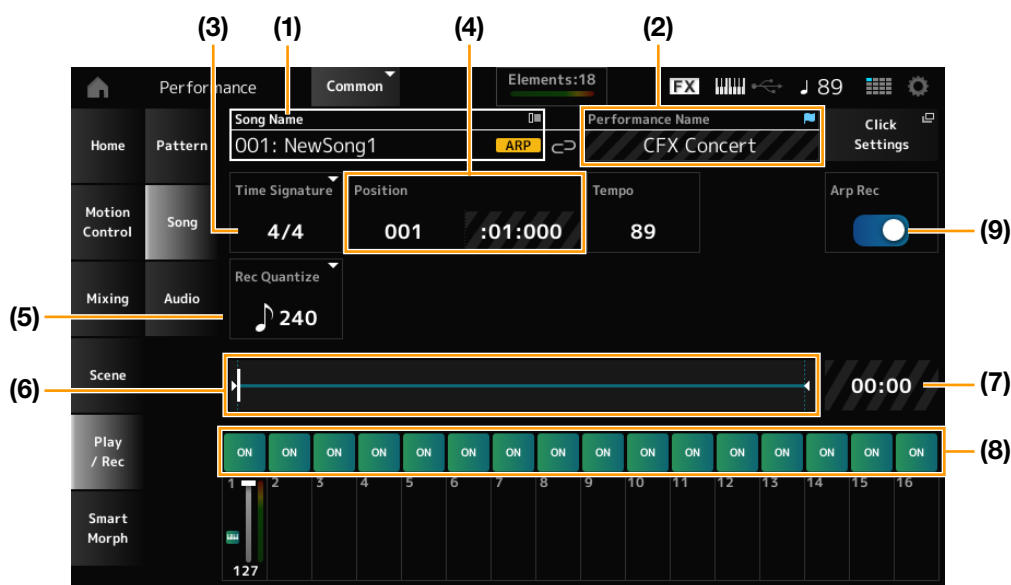 (3) (1) (4) (2)
Performance Common Elements:18 FX 89
Home Pattern Song Name Performance Name Click Settings
001: NewSong1 ARP CFX Concert
Motion Control Song Time Signature Position Tempo Arp Rec
4/4 001 :01:000 89 (9)
Mixing Audio Rec Quantize
(5) 240
Scene
(6) 00:00 (7)
Play / Rec ON ON ON ON ON ON ON ON ON ON ON ON ON ON ON ON (8)
1 2 3 4 5 6 7 8 9 10 11 12 13 14 15 16
Smart Morph
127